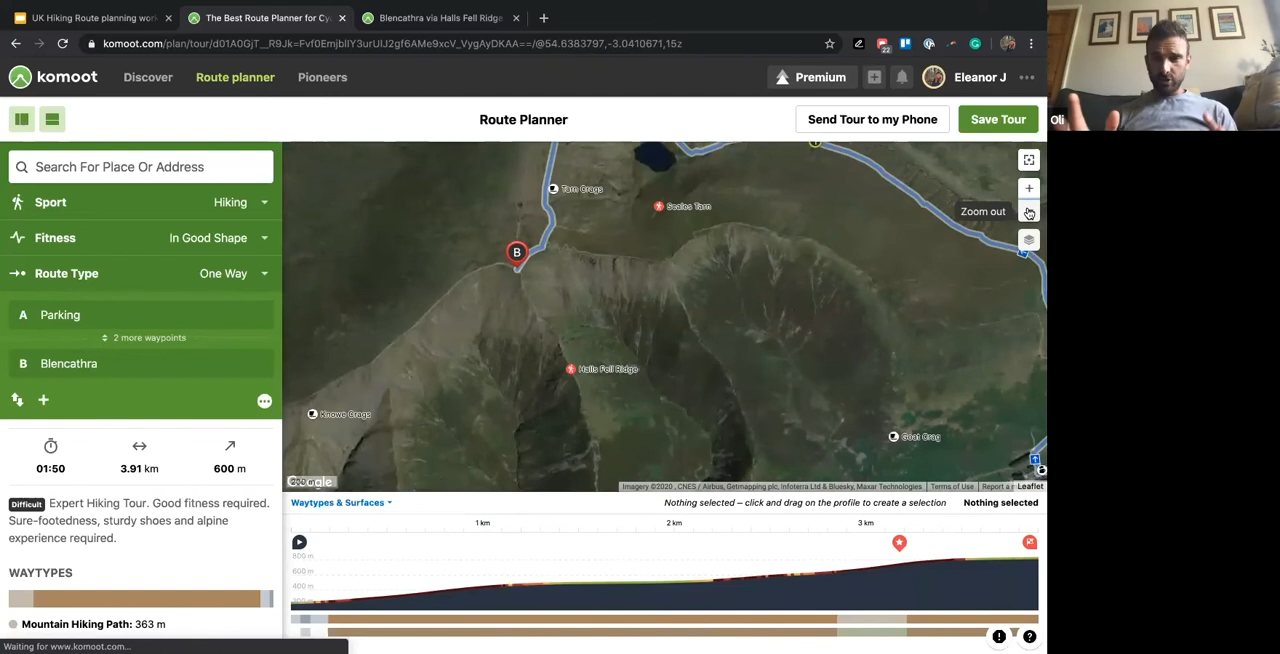 UK Hiking Route planning work
The Best Route Planner for Cyc
Blencathra via Halls Fell Ridge
komoot.com/plan/tour/d01A0GjT__R9Jk=Fvf0EmjbllY3urUlJ2gf6AMe9xcV_VygAyDKAA==/@54.6383797,-3.0410671,15z
22
komoot
Discover
Route planner
Pioneers
Premium
Eleanor J
Oli
Route Planner
Send Tour to my Phone
Save Tour
Search For Place Or Address
Sport
Hiking
Fitness
In Good Shape
Route Type
One Way
A Parking
2 more waypoints
B Blencathra
01:50
3.91 km
600 m
Difficult Expert Hiking Tour. Good fitness required.
Sure-footedness, sturdy shoes and alpine
experience required.
WAYTYPES
Mountain Hiking Path: 363 m
Waiting for www.komoot.com...
Tarn Crags
Scales Tarn
Zoom out
B
Halls Fell Ridge
Knowe Crags
Goat Crag
Google
Imagery ©2020 , CNES / Airbus, Getmapping plc, Infoterra Ltd & Bluesky, Maxar Technologies
Terms of Use
Report a
Leaflet
Waytypes & Surfaces
Nothing selected – click and drag on the profile to create a selection
Nothing selected
1 km
2 km
3 km
800 m
600 m
400 m